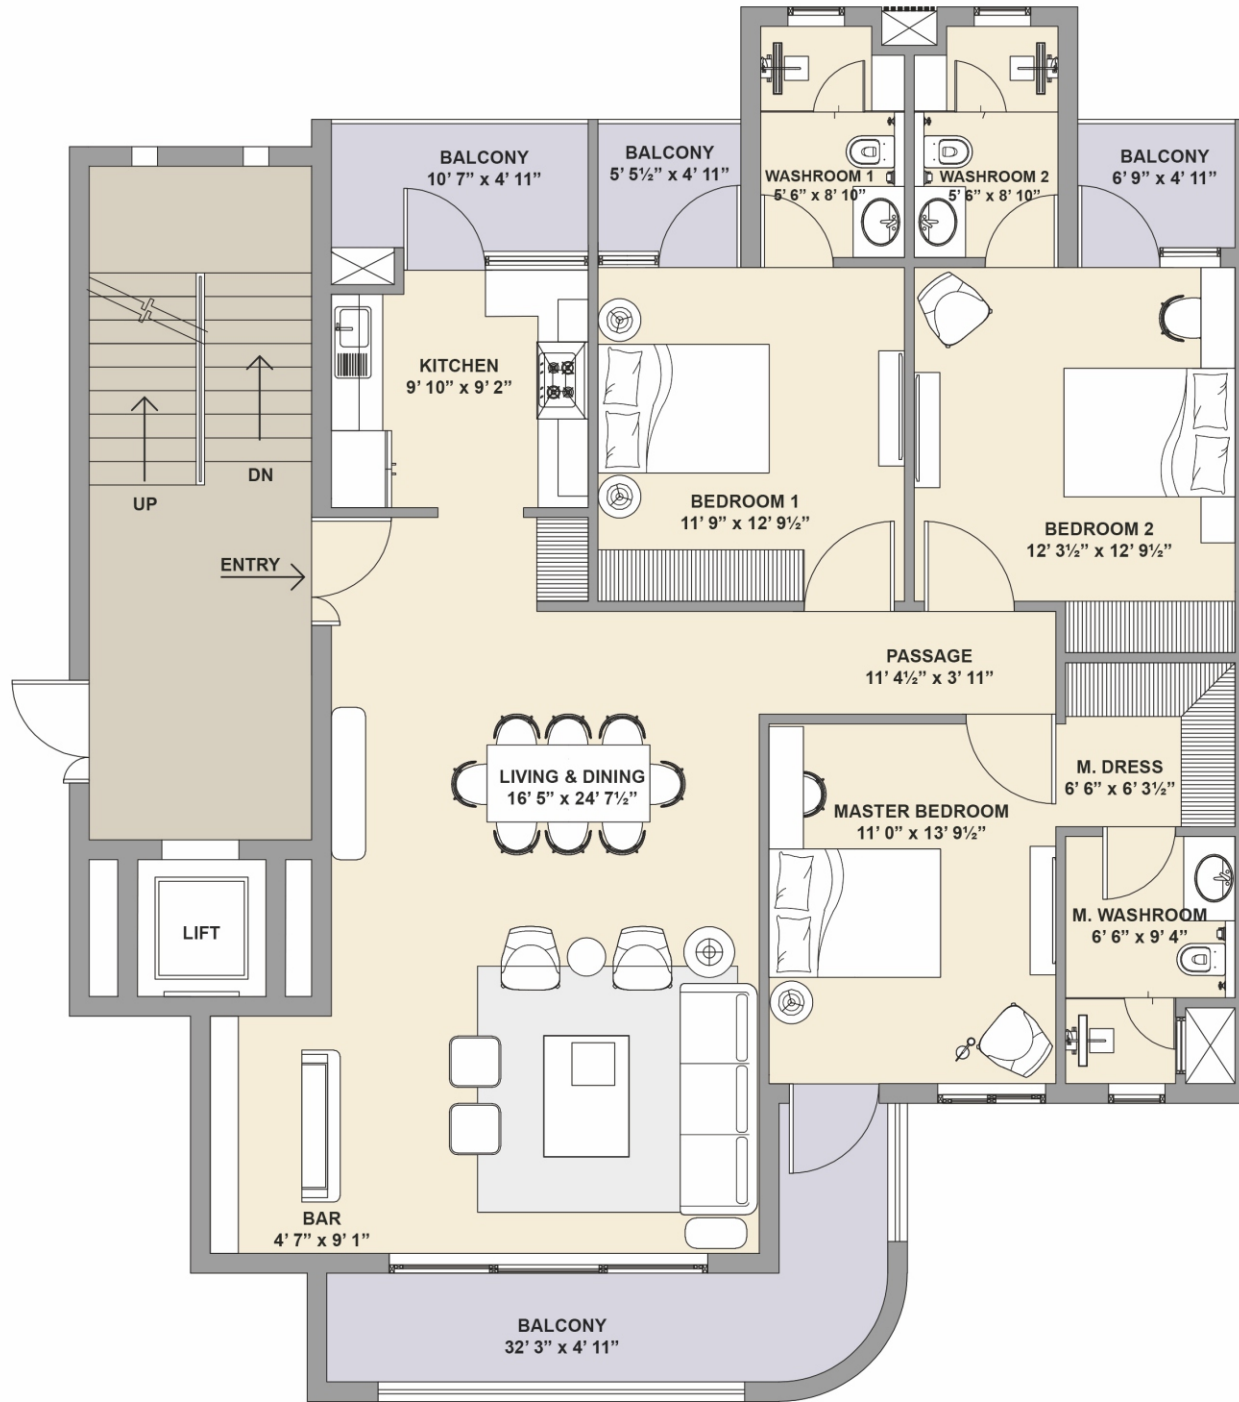 BALCONY
10’ 7” x 4’ 11”
BALCONY
5’ 5½” x 4’ 11”
WASHROOM 1
5’ 6” x 8’ 10”
WASHROOM 2
5’ 6” x 8’ 10”
BALCONY
6’ 9” x 4’ 11”
KITCHEN
9’ 10” x 9’ 2”
UP
DN
ENTRY
BEDROOM 1
11’ 9” x 12’ 9½”
BEDROOM 2
12’ 3½” x 12’ 9½”
PASSAGE
11’ 4½” x 3’ 11”
LIVING & DINING
16’ 5” x 24’ 7½”
MASTER BEDROOM
11’ 0” x 13’ 9½”
M. DRESS
6’ 6” x 6’ 3½”
M. WASHROOM
6’ 6” x 9’ 4”
LIFT
BAR
4’ 7” x 9’ 1”
BALCONY
32’ 3” x 4’ 11”